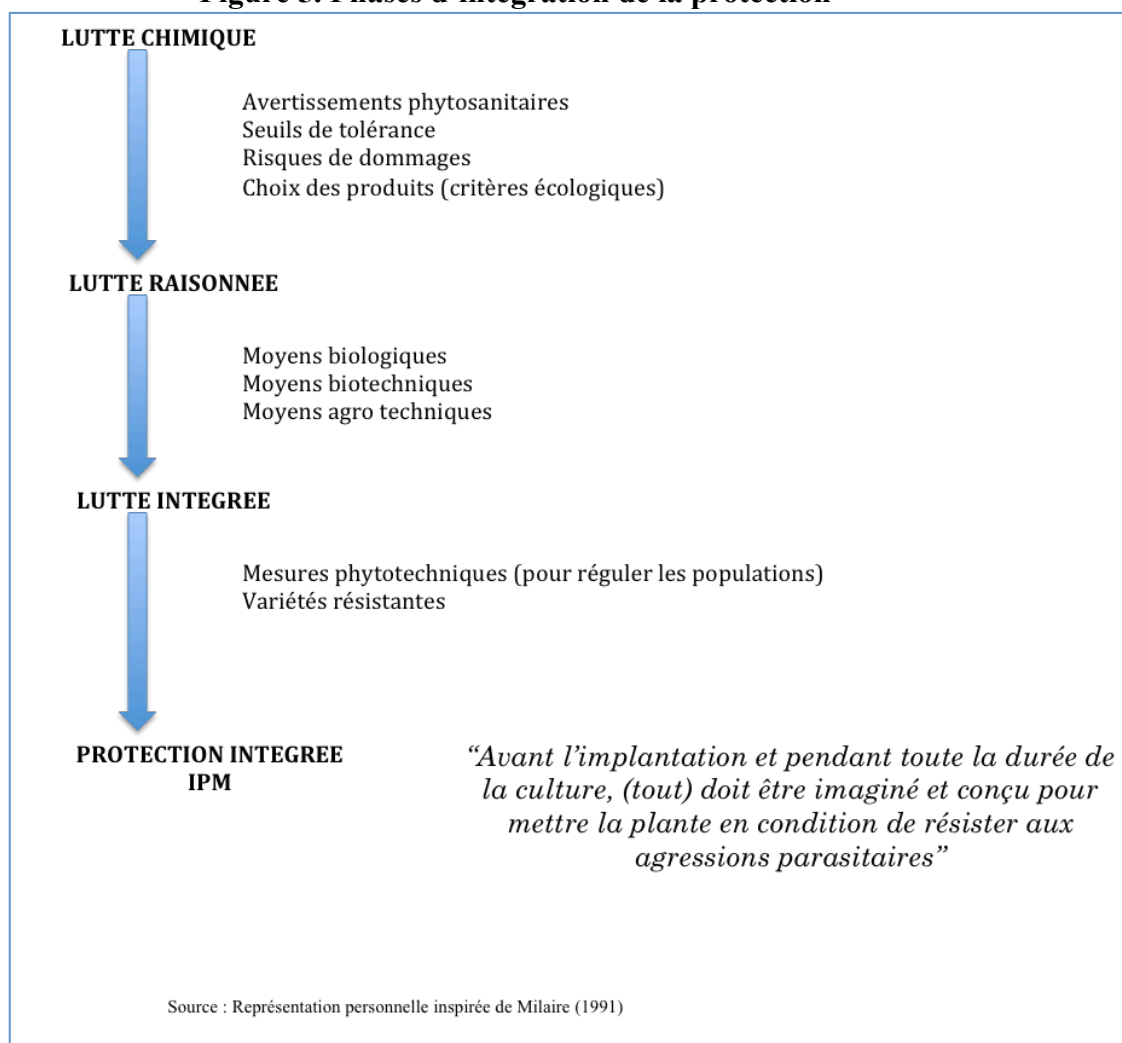 Figure 3. Phases d'intégration de la protection
LUTTE CHIMIQUE
Avertissements phytosanitaires
Seuils de tolérance
Risques de dommages
Choix des produits (critères écologiques)
LUTTE RAISONNEE
Moyens biologiques
Moyens biotechniques
Moyens agro techniques
LUTTE INTEGREE
Mesures phytotechniques (pour réguler les populations)
Variétés résistantes
PROTECTION INTEGREE
IPM
“Avant l’implantation et pendant toute la durée de
la culture, (tout) doit être imaginé et conçu pour
mettre la plante en condition de résister aux
agressions parasitaires”
Source : Représentation personnelle inspirée de Milaire (1991)